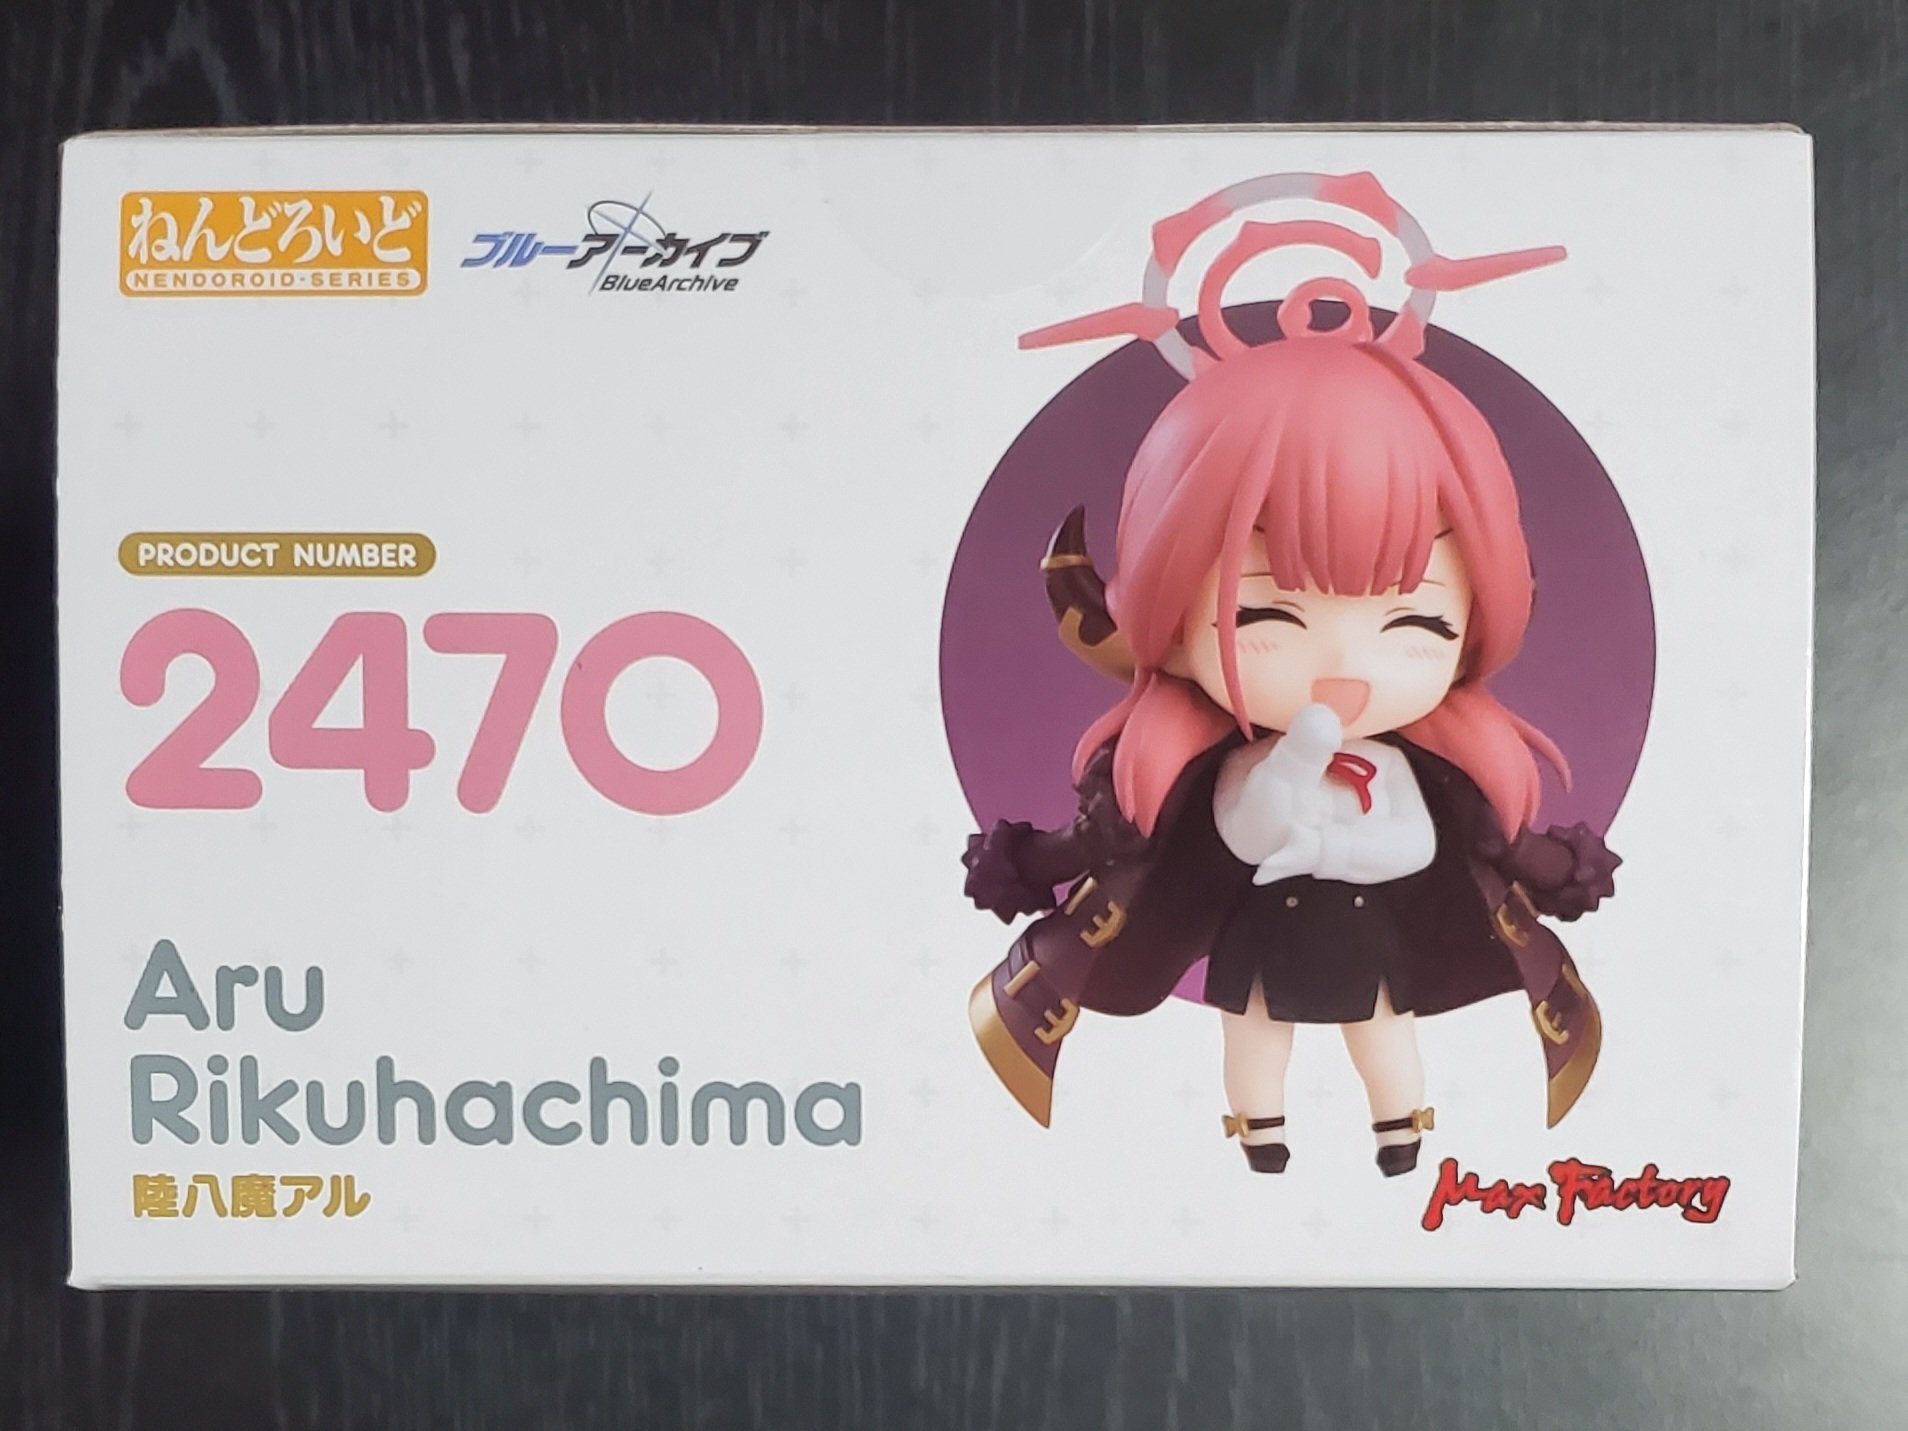 ねんどろいど
NENDOROID-SERIES
ブルーアーカイブ
BlueArchive
PRODUCT NUMBER
2470
Aru
Rikuhachima
陸八魔アル
Max Factory